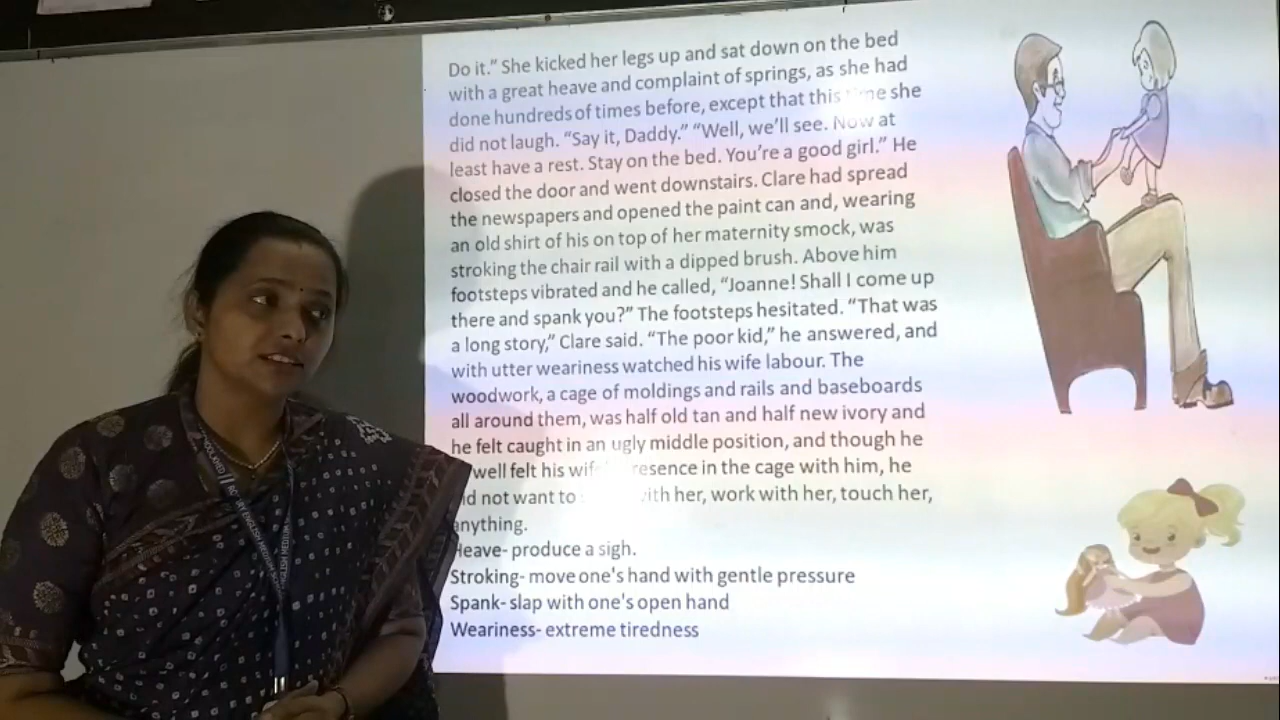 Do it.” She kicked her legs up and sat down on the bed
with a great heave and complaint of springs, as she had
done hundreds of times before, except that this she
did not laugh. “Say it, Daddy.” “Well, we’ll see. Now at
least have a rest. Stay on the bed. You’re a good girl.” He
closed the door and went downstairs. Clare had spread
the newspapers and opened the paint can and, wearing
an old shirt of his on top of her maternity smock, was
stroking the chair rail with a dipped brush. Above him
footsteps vibrated and he called, “Joanne! Shall I come up
there and spank you?” The footsteps hesitated. “That was
a long story,” Clare said. “The poor kid,” he answered, and
with utter weariness watched his wife labour. The
woodwork, a cage of moldings and rails and baseboards
all around them, was half old tan and half new ivory and
he felt caught in an ugly middle position, and though he
well felt his in the cage with him, he
not want to with her, work with her, touch her,
anything.
Heave- produce a sigh.
Stroking- move one's hand with gentle pressure
Spank- slap with one's open hand
Weariness- extreme tiredness
ENGLISH MEDIUM